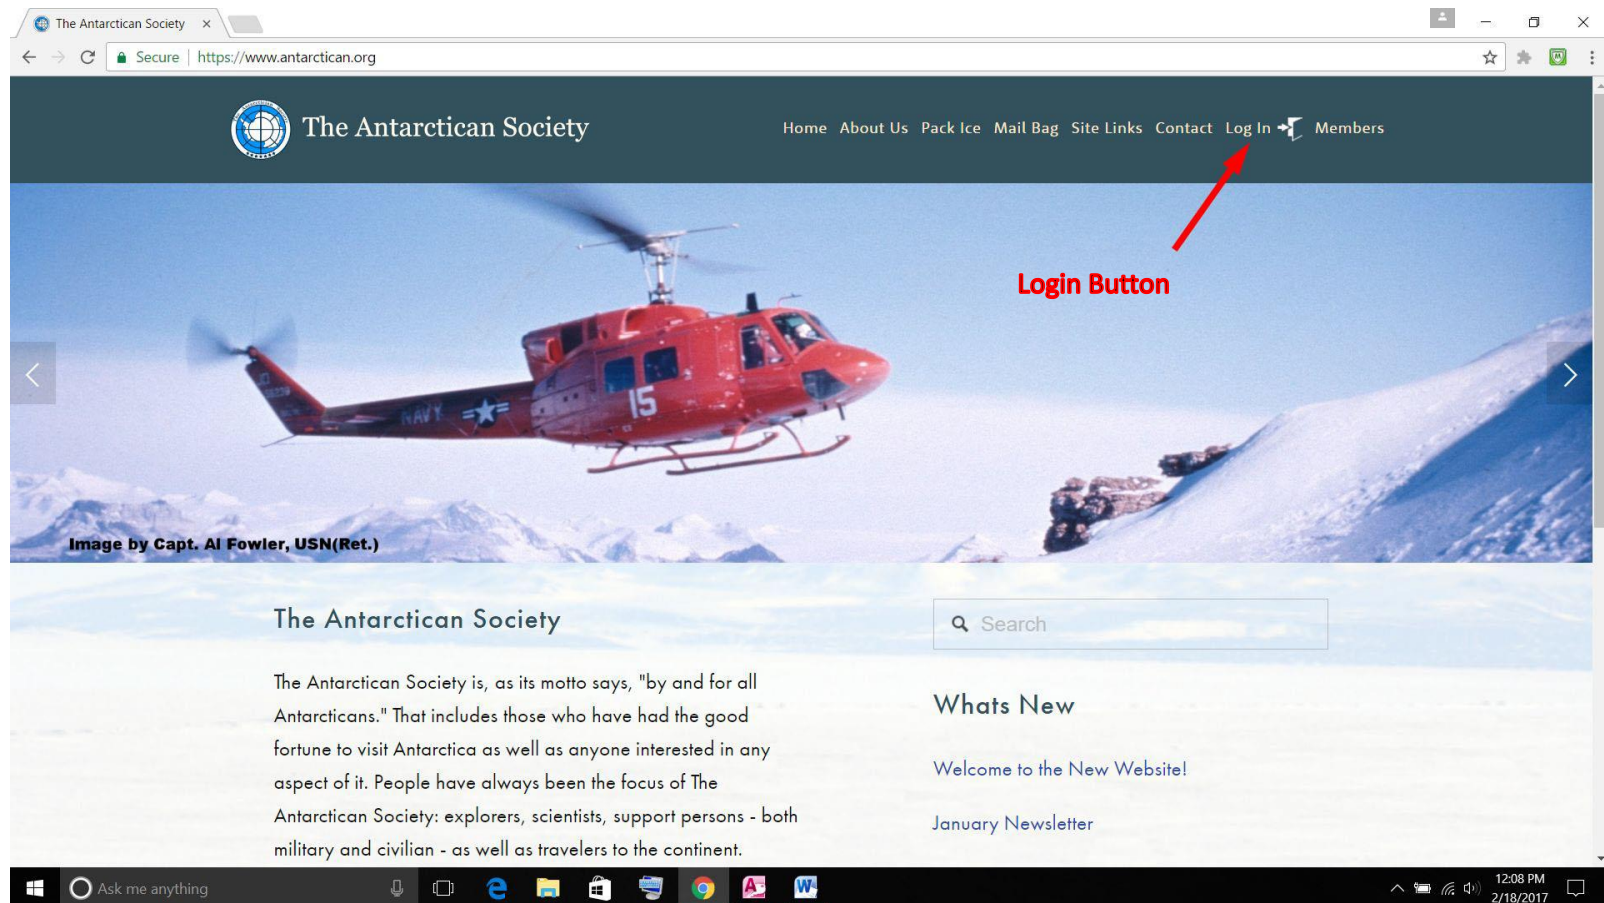 The Antarctican Society
Secure | https://www.antarctican.org
The Antarctican Society
Home About Us Pack Ice Mail Bag Site Links Contact Log In Members
Login Button
NAVY
15
Image by Capt. Al Fowler, USN(Ret.)
The Antarctican Society
The Antarctican Society is, as its motto says, "by and for all
Antarcticans." That includes those who have had the good
fortune to visit Antarctica as well as anyone interested in any
aspect of it. People have always been the focus of The
Antarctican Society: explorers, scientists, support persons - both
military and civilian - as well as travelers to the continent.
Search
Whats New
Welcome to the New Website!
January Newsletter
Ask me anything
12:08 PM
2/18/2017